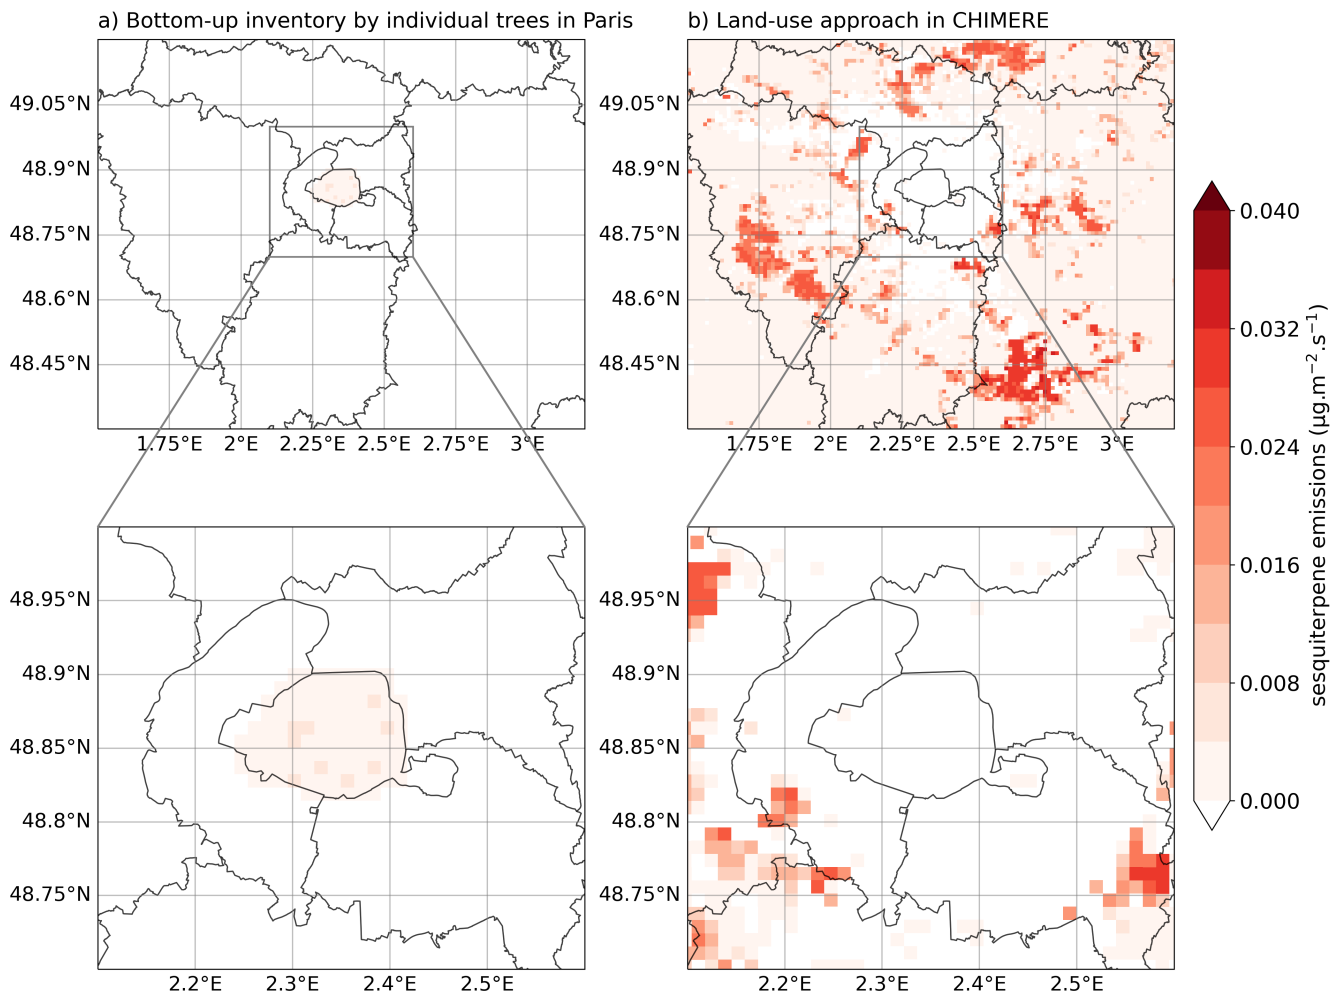 a) Bottom-up inventory by individual trees in Paris
b) Land-use approach in CHIMERE
49.05°N
48.9°N
48.75°N
48.6°N
48.45°N
1.75°E 2°E 2.25°E 2.5°E 2.75°E 3°E
49.05°N
48.9°N
48.75°N
48.6°N
48.45°N
1.75°E 2°E 2.25°E 2.5°E 2.75°E 3°E
48.95°N
48.9°N
48.85°N
48.8°N
48.75°N
2.2°E 2.3°E 2.4°E 2.5°E
48.95°N
48.9°N
48.85°N
48.8°N
48.75°N
2.2°E 2.3°E 2.4°E 2.5°E
0.040
0.032
0.024
0.016
0.008
0.000
sesquiterpene emissions (µg.m⁻².s⁻¹)